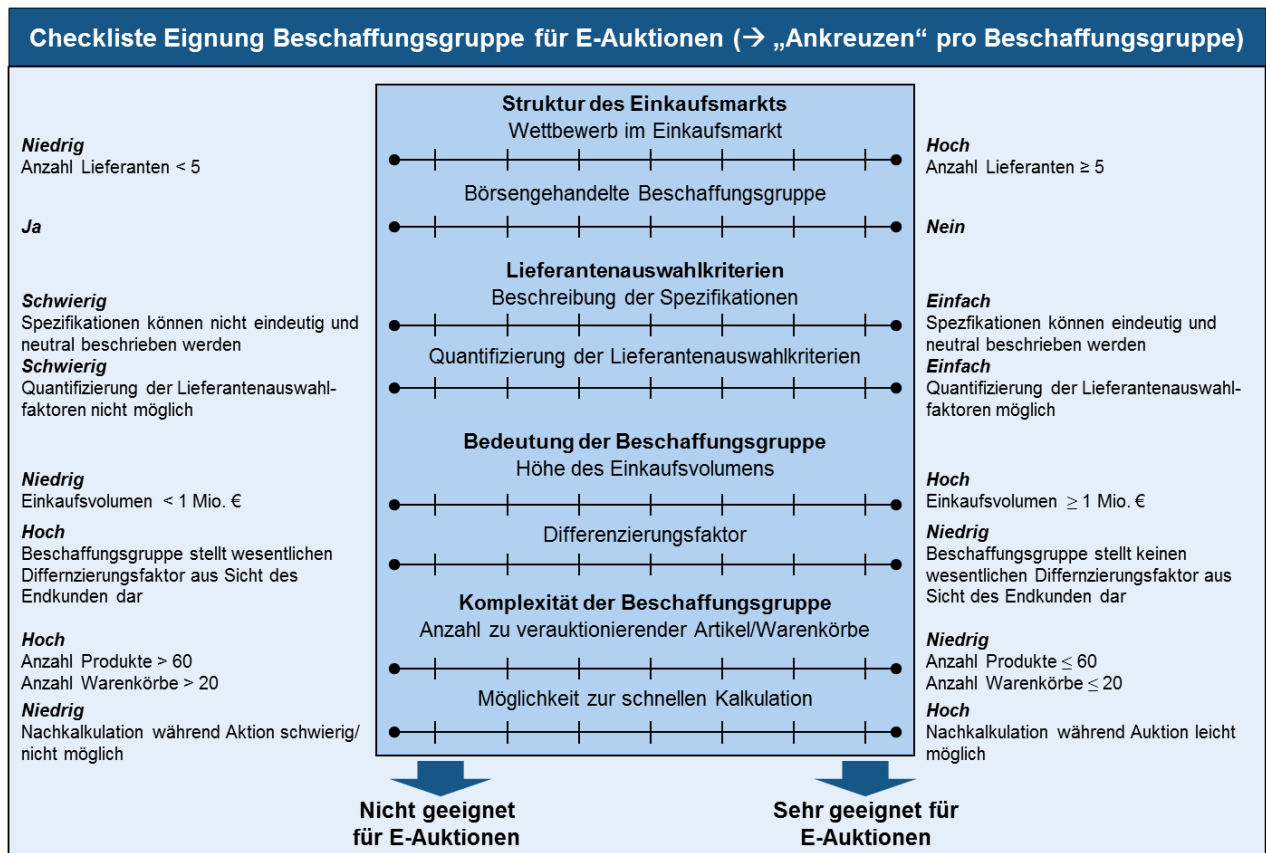 Checkliste Eignung Beschaffungsgruppe für E-Auktionen (→ „Ankreuzen“ pro Beschaffungsgruppe)
Struktur des Einkaufsmarkts
Wettbewerb im Einkaufsmarkt
Niedrig
Anzahl Lieferanten < 5
Hoch
Anzahl Lieferanten ≥ 5
Börsengehandelte Beschaffungsgruppe
Ja
Nein
Lieferantenauswahlkriterien
Beschreibung der Spezifikationen
Schwierig
Spezifikationen können nicht eindeutig und
neutral beschrieben werden
Einfach
Spezfikationen können eindeutig und
neutral beschrieben werden
Quantifizierung der Lieferantenauswahlkriterien
Schwierig
Quantifizierung der Lieferantenauswahl-
faktoren nicht möglich
Einfach
Quantifizierung der Lieferantenauswahl-
faktoren möglich
Bedeutung der Beschaffungsgruppe
Höhe des Einkaufsvolumens
Niedrig
Einkaufsvolumen < 1 Mio. €
Hoch
Einkaufsvolumen ≥ 1 Mio. €
Differenzierungsfaktor
Hoch
Beschaffungsgruppe stellt wesentlichen
Differnzierungsfaktor aus Sicht des
Endkunden dar
Niedrig
Beschaffungsgruppe stellt keinen
wesentlichen Differnzierungsfaktor aus
Sicht des Endkunden dar
Komplexität der Beschaffungsgruppe
Anzahl zu verauktionierender Artikel/Warenkörbe
Hoch
Anzahl Produkte > 60
Anzahl Warenkörbe > 20
Niedrig
Anzahl Produkte ≤ 60
Anzahl Warenkörbe ≤ 20
Möglichkeit zur schnellen Kalkulation
Niedrig
Nachkalkulation während Aktion schwierig/
nicht möglich
Hoch
Nachkalkulation während Auktion leicht
möglich
Nicht geeignet
für E-Auktionen
Sehr geeignet für
E-Auktionen